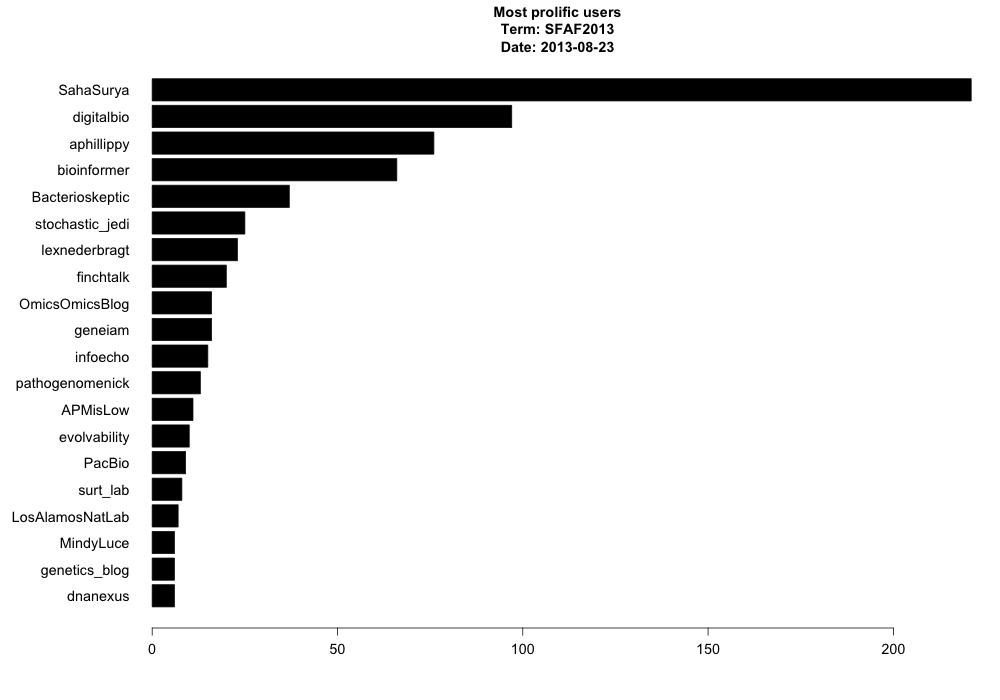 Most prolific users
Term: SFAF2013
Date: 2013-08-23
SahaSurya
digitalbio
aphillippy
bioinformer
Bacterioskeptic
stochastic_jedi
lexnederbragt
finchtalk
OmicsOmicsBlog
geneiam
infoecho
pathogenomenick
APMisLow
evolvability
PacBio
surt_lab
LosAlamosNatLab
MindyLuce
genetics_blog
dnanexus
0 50 100 150 200